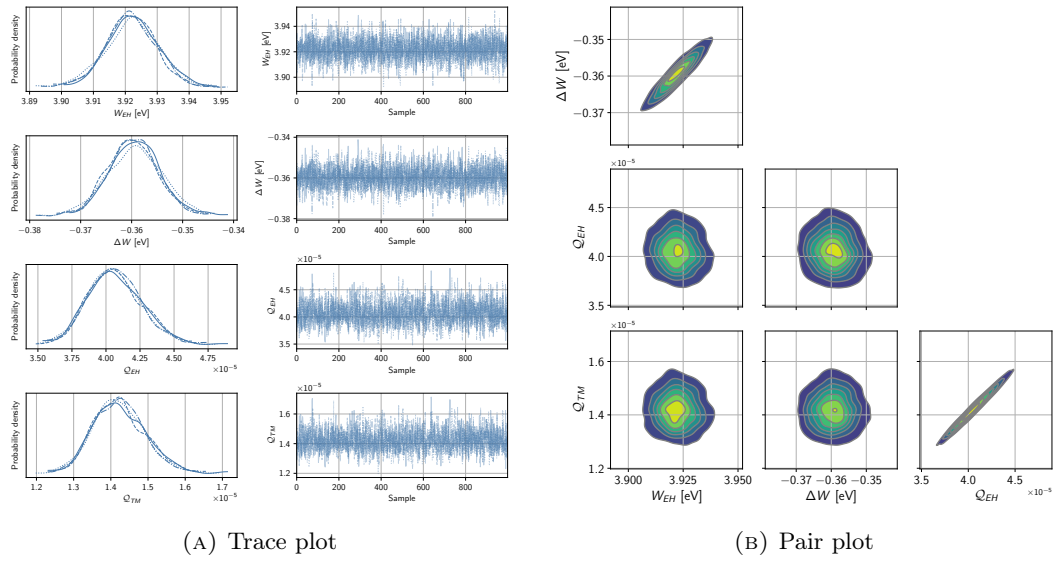 Probability density
3.89 3.90 3.91 3.92 3.93 3.94 3.95
W_EH [eV]
W_EH [eV]
3.94
3.92
3.90
0 200 400 600 800
Sample
Probability density
−0.38 −0.37 −0.36 −0.35 −0.34
ΔW [eV]
ΔW [eV]
−0.34
−0.36
−0.38
0 200 400 600 800
Sample
Probability density
3.50 3.75 4.00 4.25 4.50 4.75
×10⁻⁵
Q_EH
×10⁻⁵
Q_EH
4.5
4.0
3.5
0 200 400 600 800
Sample
Probability density
1.2 1.3 1.4 1.5 1.6 1.7
×10⁻⁵
Q_TM
×10⁻⁵
Q_TM
1.6
1.4
1.2
0 200 400 600 800
Sample
(A) Trace plot
ΔW [eV]
−0.35
−0.36
−0.37
×10⁻⁵
Q_EH
4.5
4.0
3.5
×10⁻⁵
Q_TM
1.6
1.4
1.2
3.900 3.925 3.950
W_EH [eV]
−0.37 −0.36 −0.35
ΔW [eV]
3.5 4.0 4.5
×10⁻⁵
Q_EH
(B) Pair plot